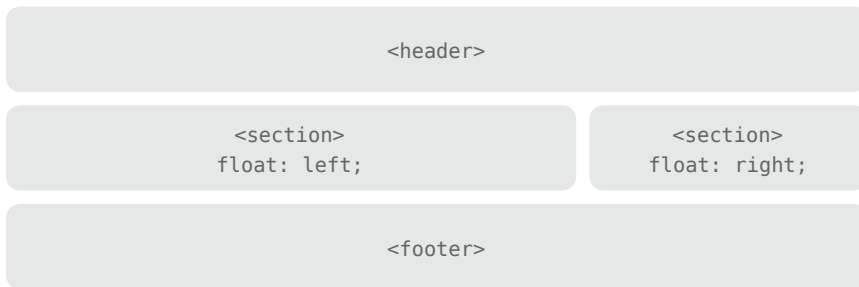 <header>
<section>
float: left;
<section>
float: right;
<footer>